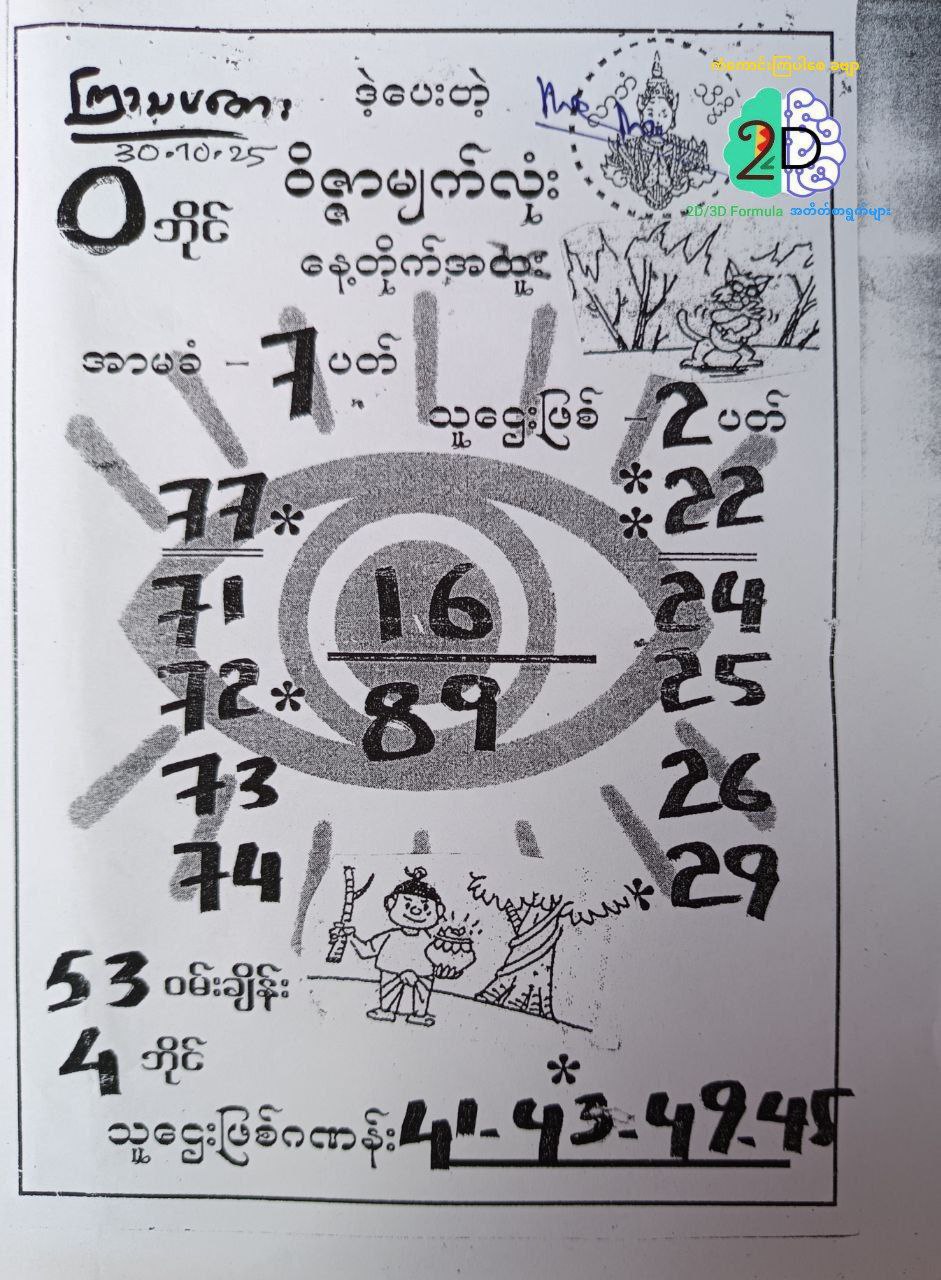 ကံကောင်းကြပါစေ ခဗျာ
ကြာသပတေး
ဒဲ့ပေးတဲ့
30.10.25
ဝိဇ္ဇာမျက်လုံး
2D
2D/3D Formula အတိတ်စာရွက်များ
0 ဘိုင်
နေ့တိုက်အထူး
အာမခံ - 7 ပတ်
သူဌေးဖြစ် - 2 ပတ်
77 * * * 22
71 16 24
72 * 89 25
73 26
74 * 29
53 ဝမ်းချိန်း
4 ဘိုင်
*
သူဌေးဖြစ်ဂဏန်း 41-43-49-45